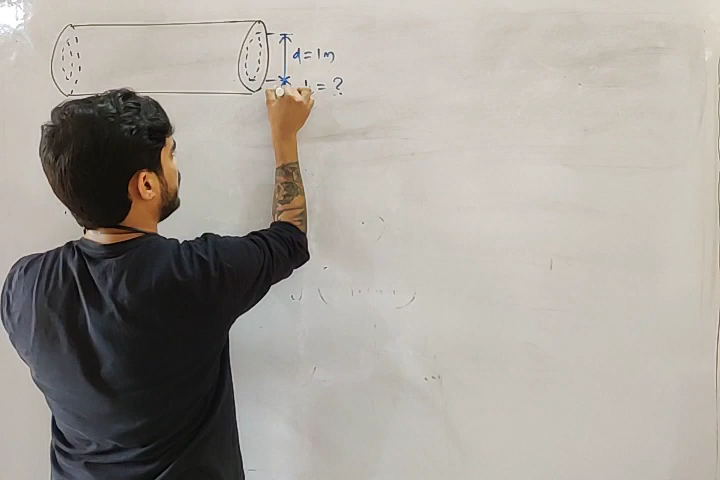 d = 1m
= ?